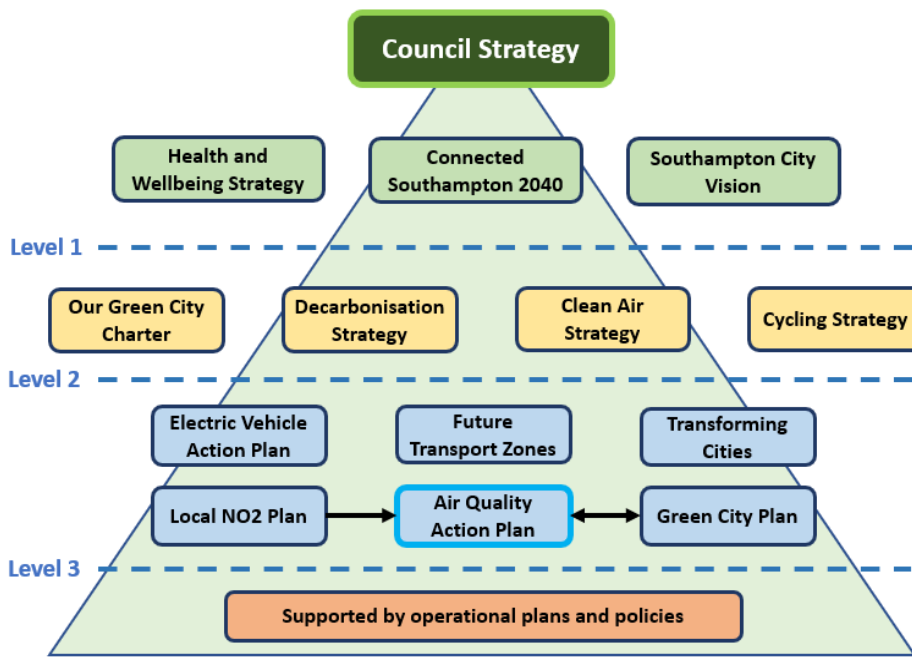 Council Strategy
Health and
Wellbeing Strategy
Connected
Southampton 2040
Southampton City
Vision
Level 1
Our Green City
Charter
Decarbonisation
Strategy
Clean Air
Strategy
Cycling Strategy
Level 2
Electric Vehicle
Action Plan
Future
Transport Zones
Transforming
Cities
Local NO2 Plan
Air Quality
Action Plan
Green City Plan
Level 3
Supported by operational plans and policies